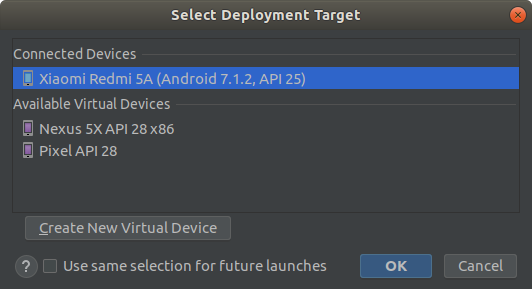 Select Deployment Target
Connected Devices
Xiaomi Redmi 5A (Android 7.1.2, API 25)
Available Virtual Devices
Nexus 5X API 28 x86
Pixel API 28
Create New Virtual Device
? Use same selection for future launches OK Cancel